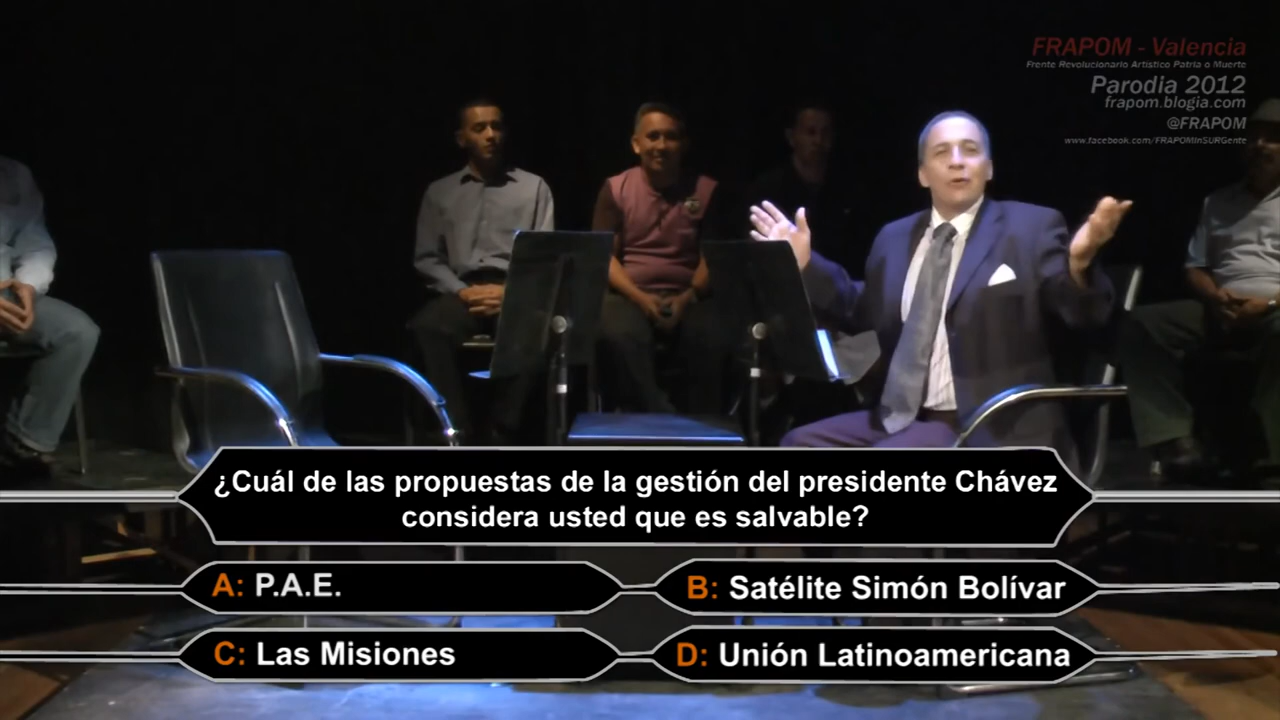 FRAPOM - Valencia
Frente Revolucionario Artístico Patria o Muerte
Parodia 2012
frapom.blogia.com
@FRAPOM
www.facebook.com/FRAPOMInSURGente
¿Cuál de las propuestas de la gestión del presidente Chávez
considera usted que es salvable?
A: P.A.E.
B: Satélite Simón Bolívar
C: Las Misiones
D: Unión Latinoamericana